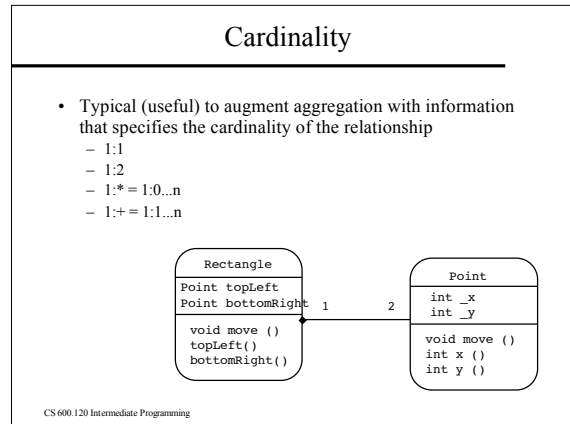 Cardinality
• Typical (useful) to augment aggregation with information
that specifies the cardinality of the relationship
– 1:1
– 1:2
– 1:* = 1:0...n
– 1:+ = 1:1...n
Rectangle
Point topLeft
Point bottomRight
void move ()
topLeft()
bottomRight()
1
2
Point
int _x
int _y
void move ()
int x ()
int y ()
CS 600.120 Intermediate Programming